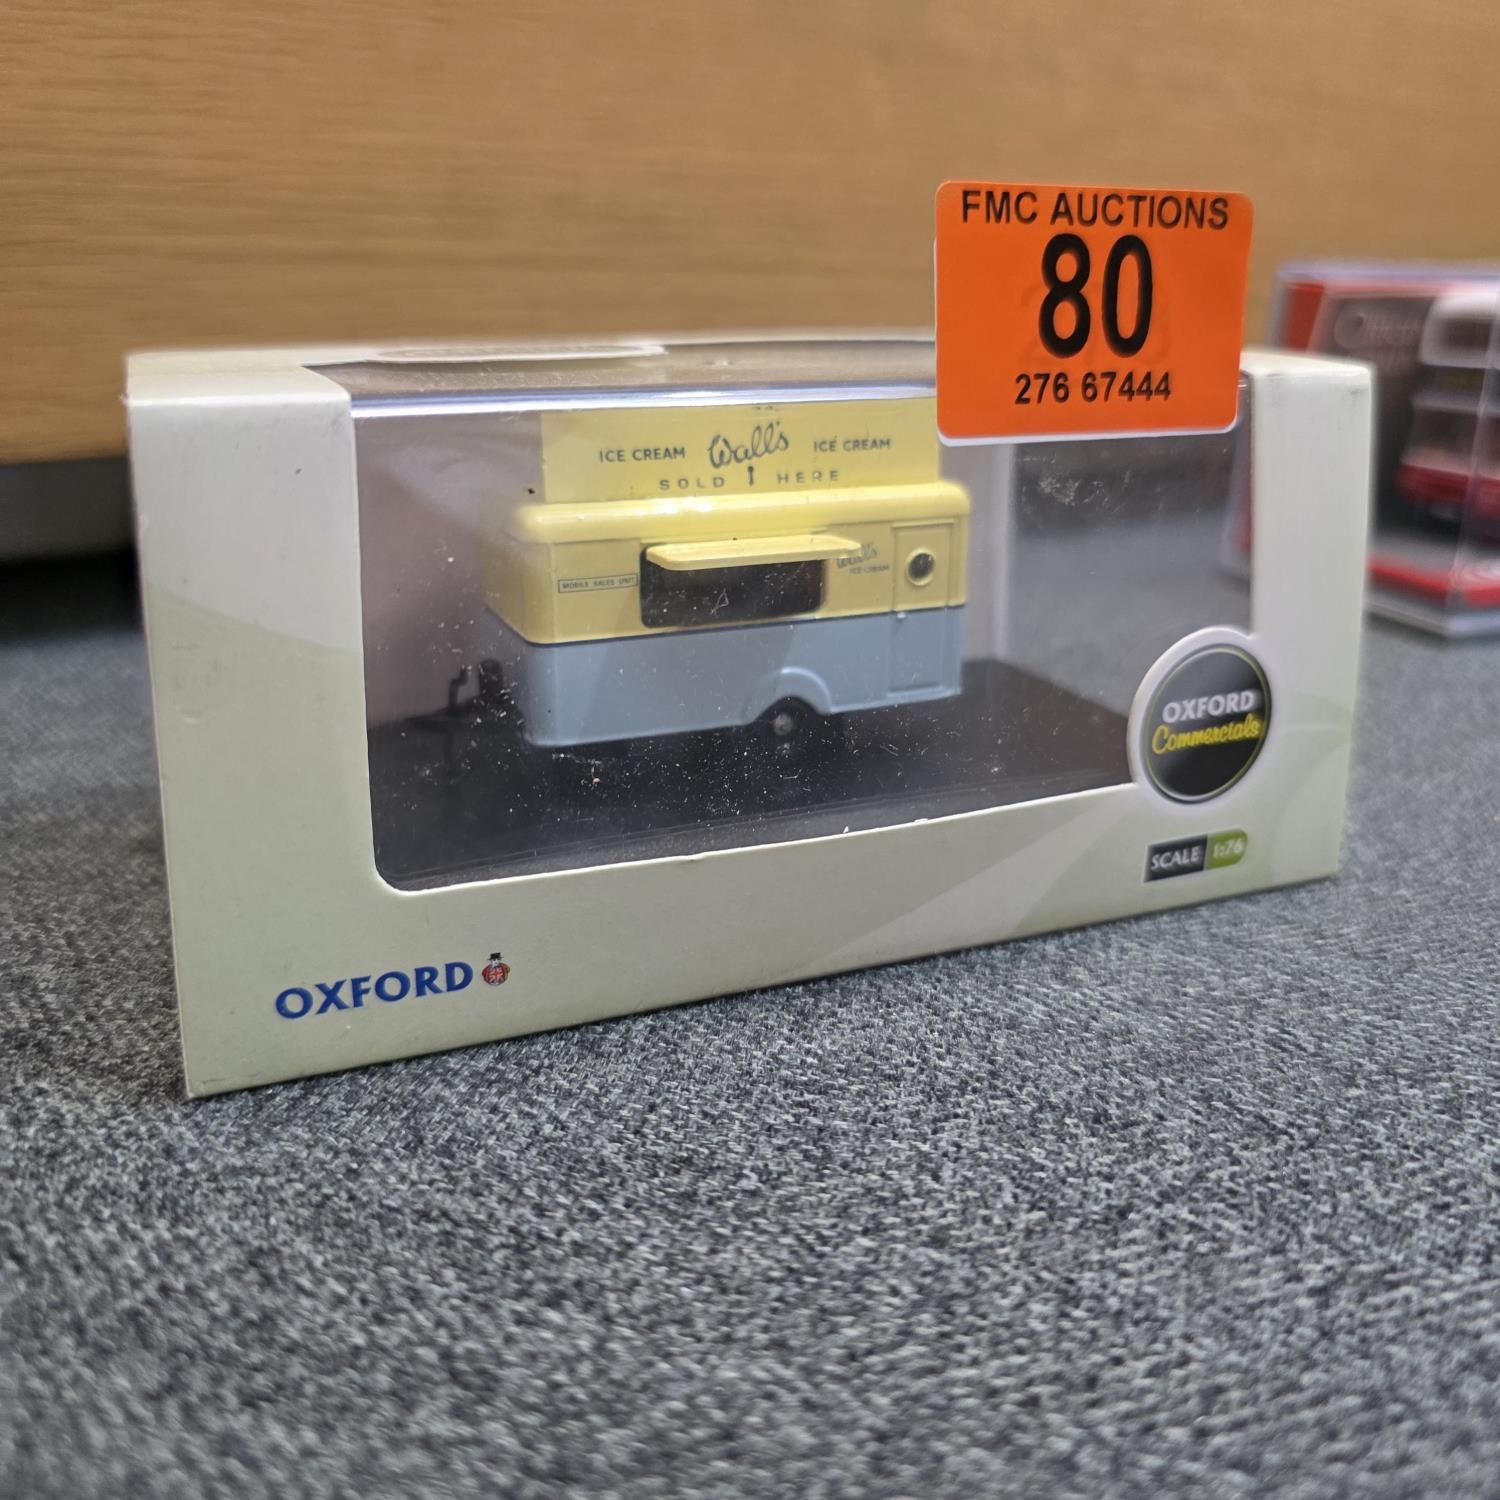 FMC AUCTIONS
80
276 67444
ICE CREAM Wall's ICE CREAM
SOLD HERE
MOBILE SALES UNIT
Wall's
ICE CREAM
OXFORD
Commercials
SCALE 1:76
OXFORD